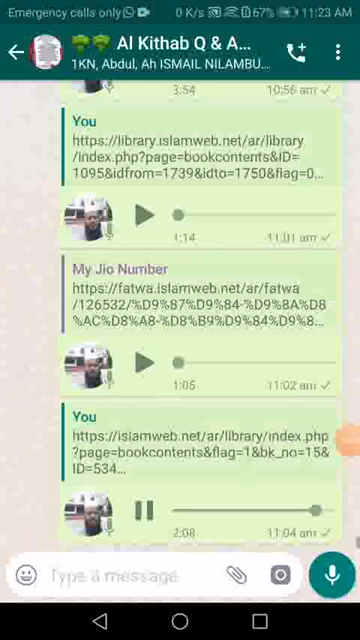 Emergency calls only 0 K/s 67% 11:23 AM
Al Kithab Q & A...
1KN, Abdul, Ah ISMAIL NILAMBU...
3:54 10:56 am
You
https://library.islamweb.net/ar/library
/index.php?page=bookcontents&ID=
1095&idfrom=1739&idto=1750&flag=0...
1:14 11:01 am
My Jio Number
https://fatwa.islamweb.net/ar/fatwa
/126532/%D9%87%D9%84-%D9%8A%D8
%AC%D8%A8-%D8%B9%D9%84%D9%8...
1:05 11:02 am
You
https://islamweb.net/ar/library/index.php
?page=bookcontents&flag=1&bk_no=15&
ID=534...
2:08 11:04 am
Type a message